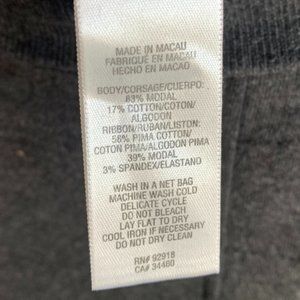 MADE IN MACAU
FABRIQUÉ EN MACAU
HECHO EN MACAO
BODY/CORSAGE/CUERPO:
83% MODAL
17% COTTON/COTON/
ALGODON
RIBBON/RUBAN/LISTON:
58% PIMA COTTON/
COTON PIMA/ALGODON PIMA
39% MODAL
3% SPANDEX/ELASTANO
WASH IN A NET BAG
MACHINE WASH COLD
DELICATE CYCLE
DO NOT BLEACH
LAY FLAT TO DRY
COOL IRON IF NECESSARY
DO NOT DRY CLEAN
RN# 92918
CA# 34460